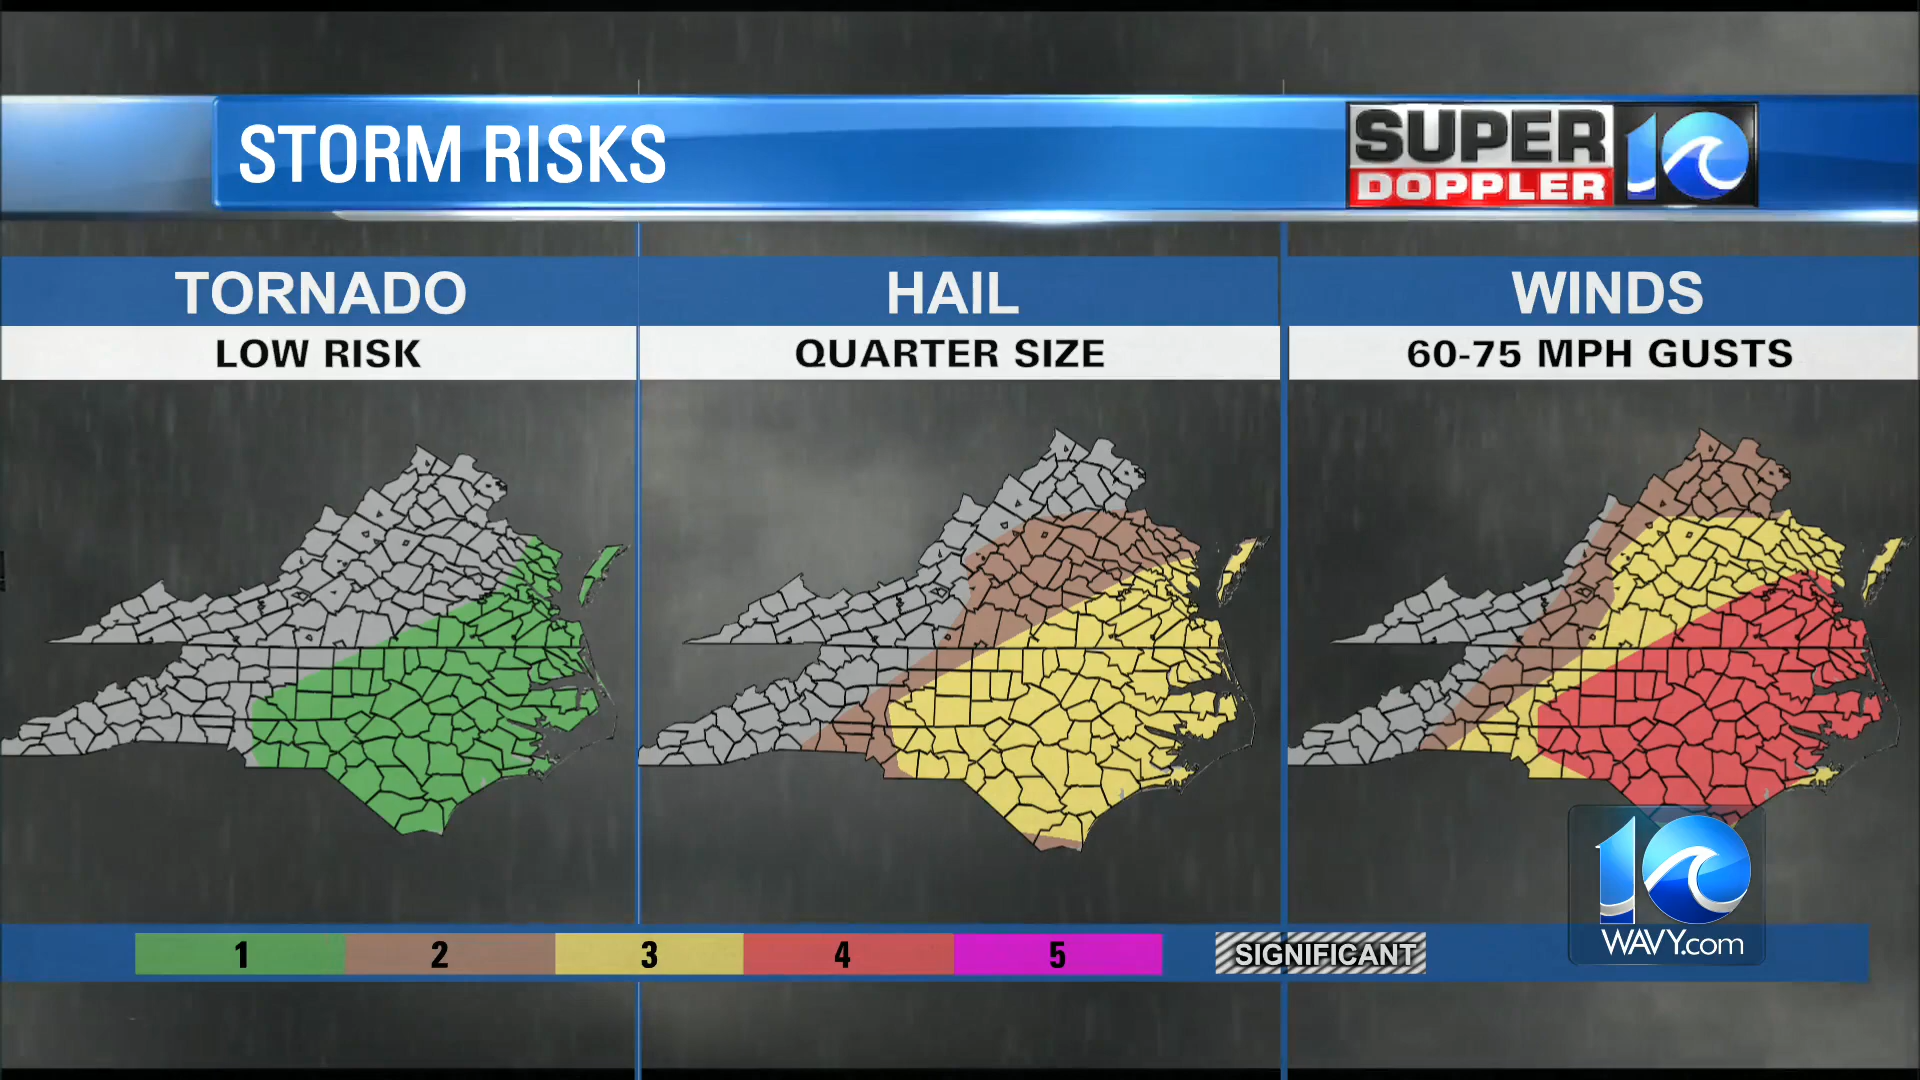 STORM RISKS
SUPER
DOPPLER
10
TORNADO
LOW RISK
HAIL
QUARTER SIZE
WINDS
60-75 MPH GUSTS
1 2 3 4 5 SIGNIFICANT
10
WAVY.com